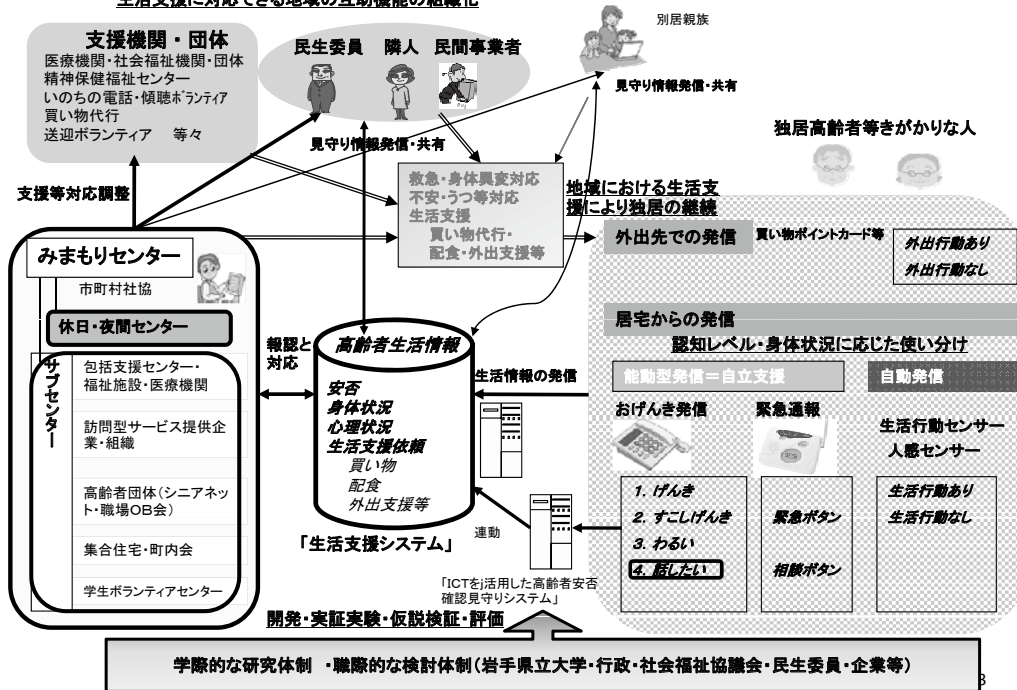 生活支援に対応できる地域の互助機能の組織化
支援機関・団体
医療機関・社会福祉機関・団体
精神保健福祉センター
いのちの電話・傾聴ボランティア
買い物代行
送迎ボランティア　等々
民生委員　隣人　民間事業者
別居親族
見守り情報発信・共有
見守り情報発信・共有
独居高齢者等きがかりな人
支援等対応調整
救急・身体異変対応
不安・うつ等対応
生活支援
買い物代行・
配食・外出支援等
地域における生活支
援により独居の継続
外出先での発信
買い物ポイントカード等
外出行動あり
外出行動なし
みまもりセンター
市町村社協
休日・夜間センター
サブセンター
包括支援センター・
福祉施設・医療機関
訪問型サービス提供企
業・組織
高齢者団体(シニアネッ
ト・職場OB会)
集合住宅・町内会
学生ボランティアセンター
報認と
対応
高齢者生活情報
安否
身体状況
心理状況
生活支援依頼
買い物
配食
外出支援等
「生活支援システム」
生活情報の発信
連動
「ICTをj活用した高齢者安否
確認見守りシステム」
居宅からの発信
認知レベル・身体状況に応じた使い分け
能動型発信＝自立支援
自動発信
おげんき発信
緊急通報
生活行動センサー
人感センサー
1. げんき
2. すこしげんき
3. わるい
4. 話したい
緊急ボタン
相談ボタン
生活行動あり
生活行動なし
開発・実証実験・仮説検証・評価
学際的な研究体制　・職際的な検討体制(岩手県立大学・行政・社会福祉協議会・民生委員・企業等)
3